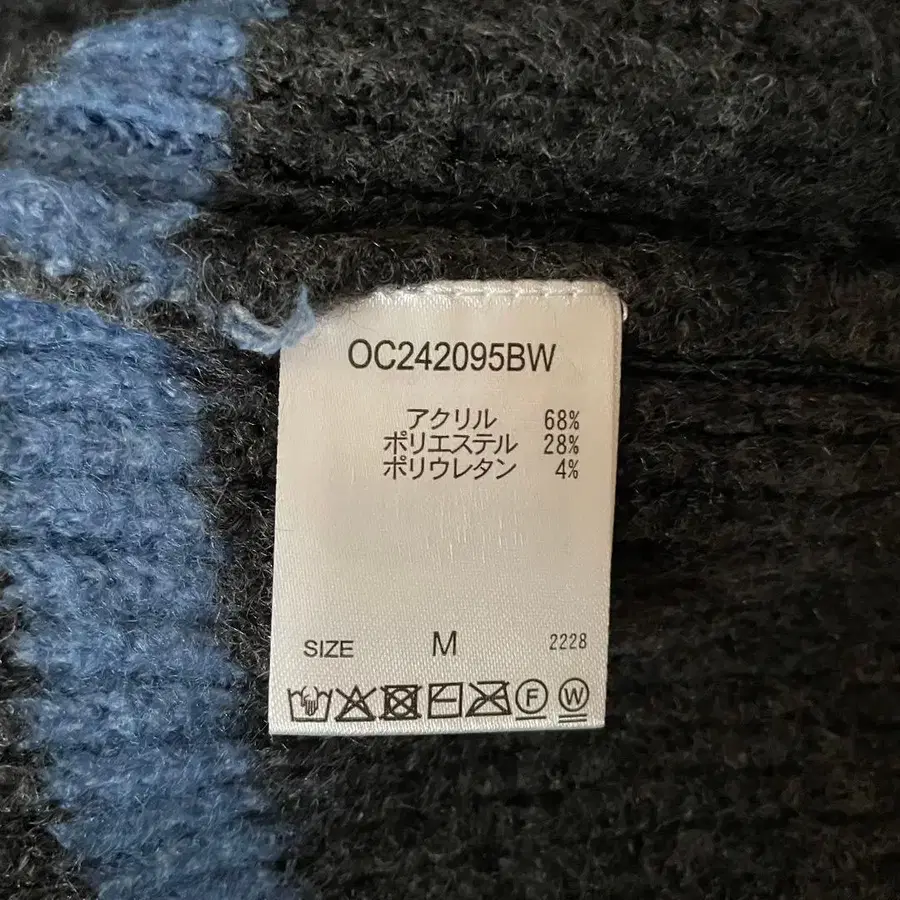 OC242095BW
アクリル 68%
ポリエステル 28%
ポリウレタン 4%
SIZE M 2228
F W